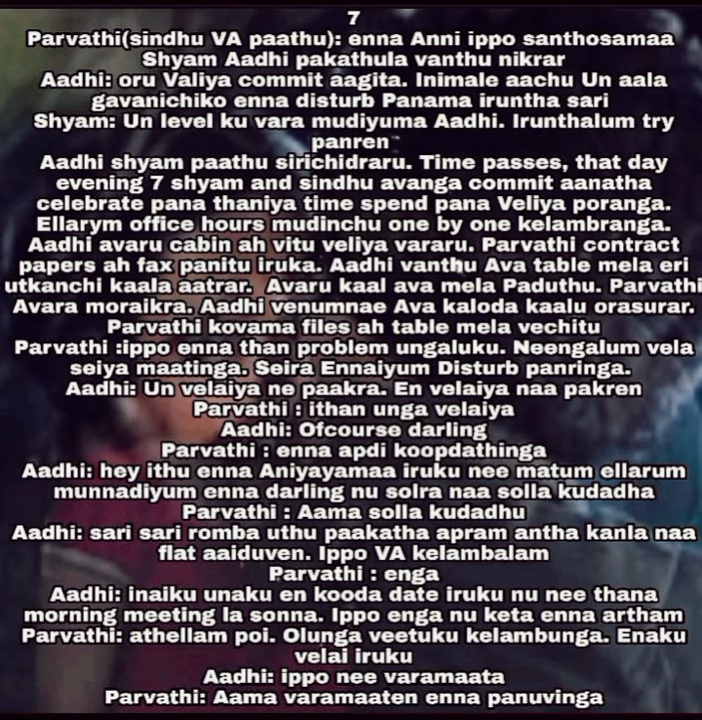 7
Parvathi(sindhu VA paathu): enna Anni ippo santhosamaa
Shyam Aadhi pakathula vanthu nikrar
Aadhi: oru Valiya commit aagita. Inimale aachu Un aala
gavanichiko enna disturb Panama iruntha sari
Shyam: Un level ku vara mudiyuma Aadhi. Irunthalum try
panren
Aadhi shyam paathu sirichidraru. Time passes, that day
evening 7 shyam and sindhu avanga commit aanatha
celebrate pana thaniya time spend pana Veliya poranga.
Ellarym office hours mudinchu one by one kelambranga.
Aadhi avaru cabin ah vitu veliya vararu. Parvathi contract
papers ah fax panitu iruka. Aadhi vanthu Ava table mela eri
utkanchi kaala aatrar. Avaru kaal ava mela Paduthu. Parvathi
Avara moraikra. Aadhi venumnae Ava kaloda kaalu orasurar.
Parvathi kovama files ah table mela vechitu
Parvathi :ippo enna than problem ungaluku. Neengalum vela
seiya maatinga. Seira Ennaiyum Disturb panringa.
Aadhi: Un velaiya ne paakra. En velaiya naa pakren
Parvathi : ithan unga velaiya
Aadhi: Ofcourse darling
Parvathi : enna apdi koopdathinga
Aadhi: hey ithu enna Aniyayamaa iruku nee matum ellarum
munnadiyum enna darling nu solra naa solla kudadha
Parvathi : Aama solla kudadhu
Aadhi: sari sari romba uthu paakatha apram antha kanla naa
flat aaiduven. Ippo VA kelambalam
Parvathi : enga
Aadhi: inaiku unaku en kooda date iruku nu nee thana
morning meeting la sonna. Ippo enga nu keta enna artham
Parvathi: athellam poi. Olunga veetuku kelambunga. Enaku
velai iruku
Aadhi: ippo nee varamaata
Parvathi: Aama varamaaten enna panuvinga